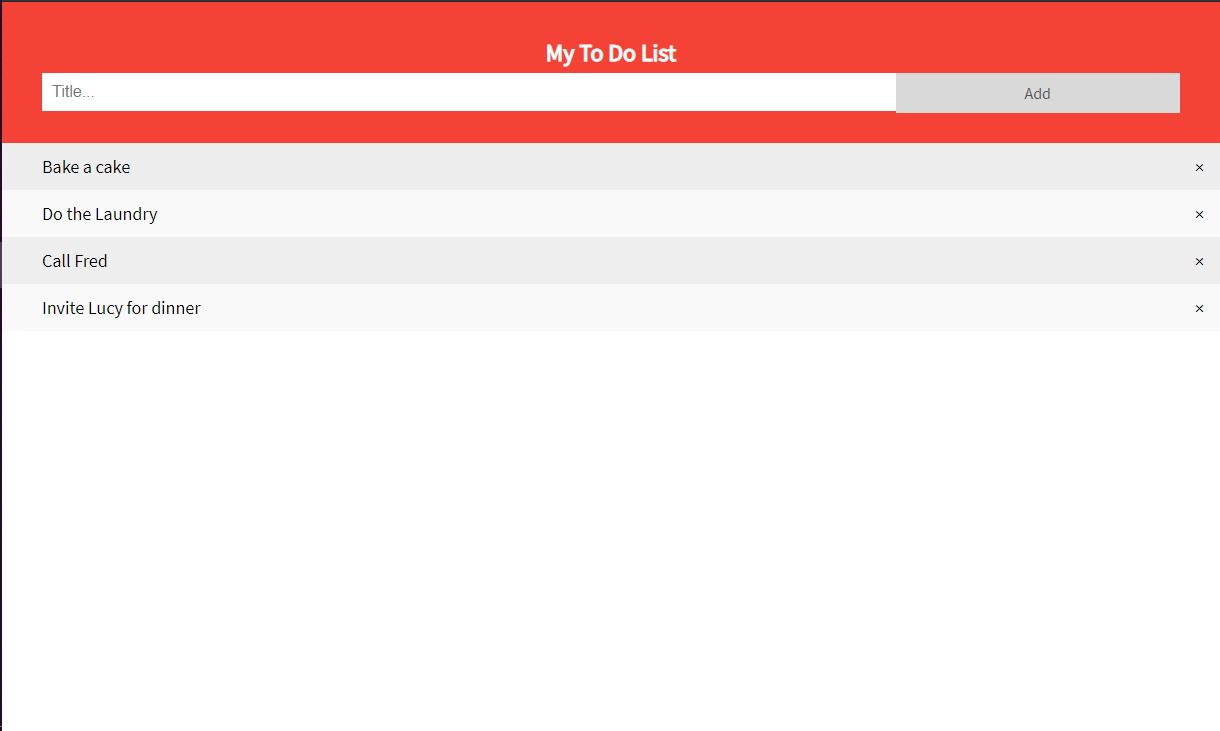 My To Do List
Title...
Add
Bake a cake ×
Do the Laundry ×
Call Fred ×
Invite Lucy for dinner ×